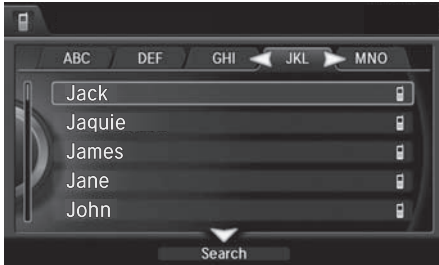 ABC DEF GHI JKL MNO
Jack
Jaquie
James
Jane
John
Search